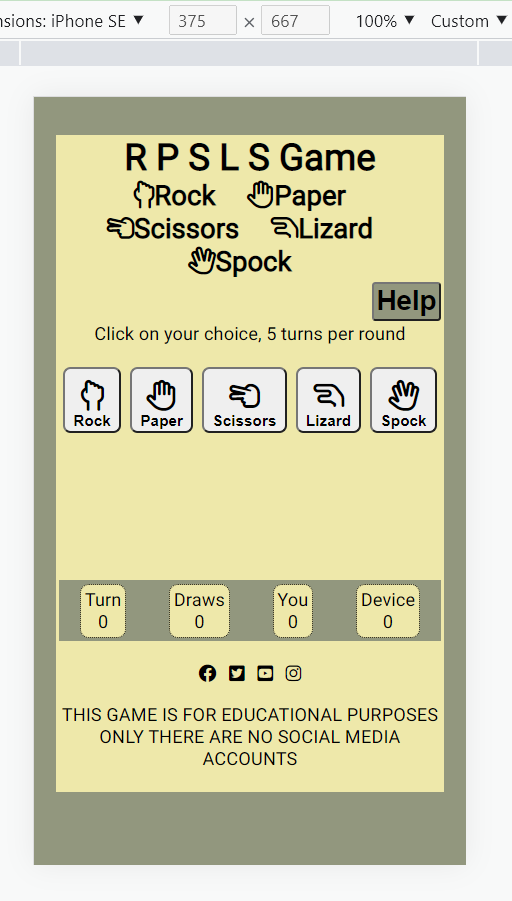 nsions: iPhone SE ▼ 375 × 667 100% ▼ Custom ▼
R P S L S Game
Rock Paper
Scissors Lizard
Spock
Help
Click on your choice, 5 turns per round
Rock Paper Scissors Lizard Spock
Turn Draws You Device
0 0 0 0
THIS GAME IS FOR EDUCATIONAL PURPOSES
ONLY THERE ARE NO SOCIAL MEDIA
ACCOUNTS